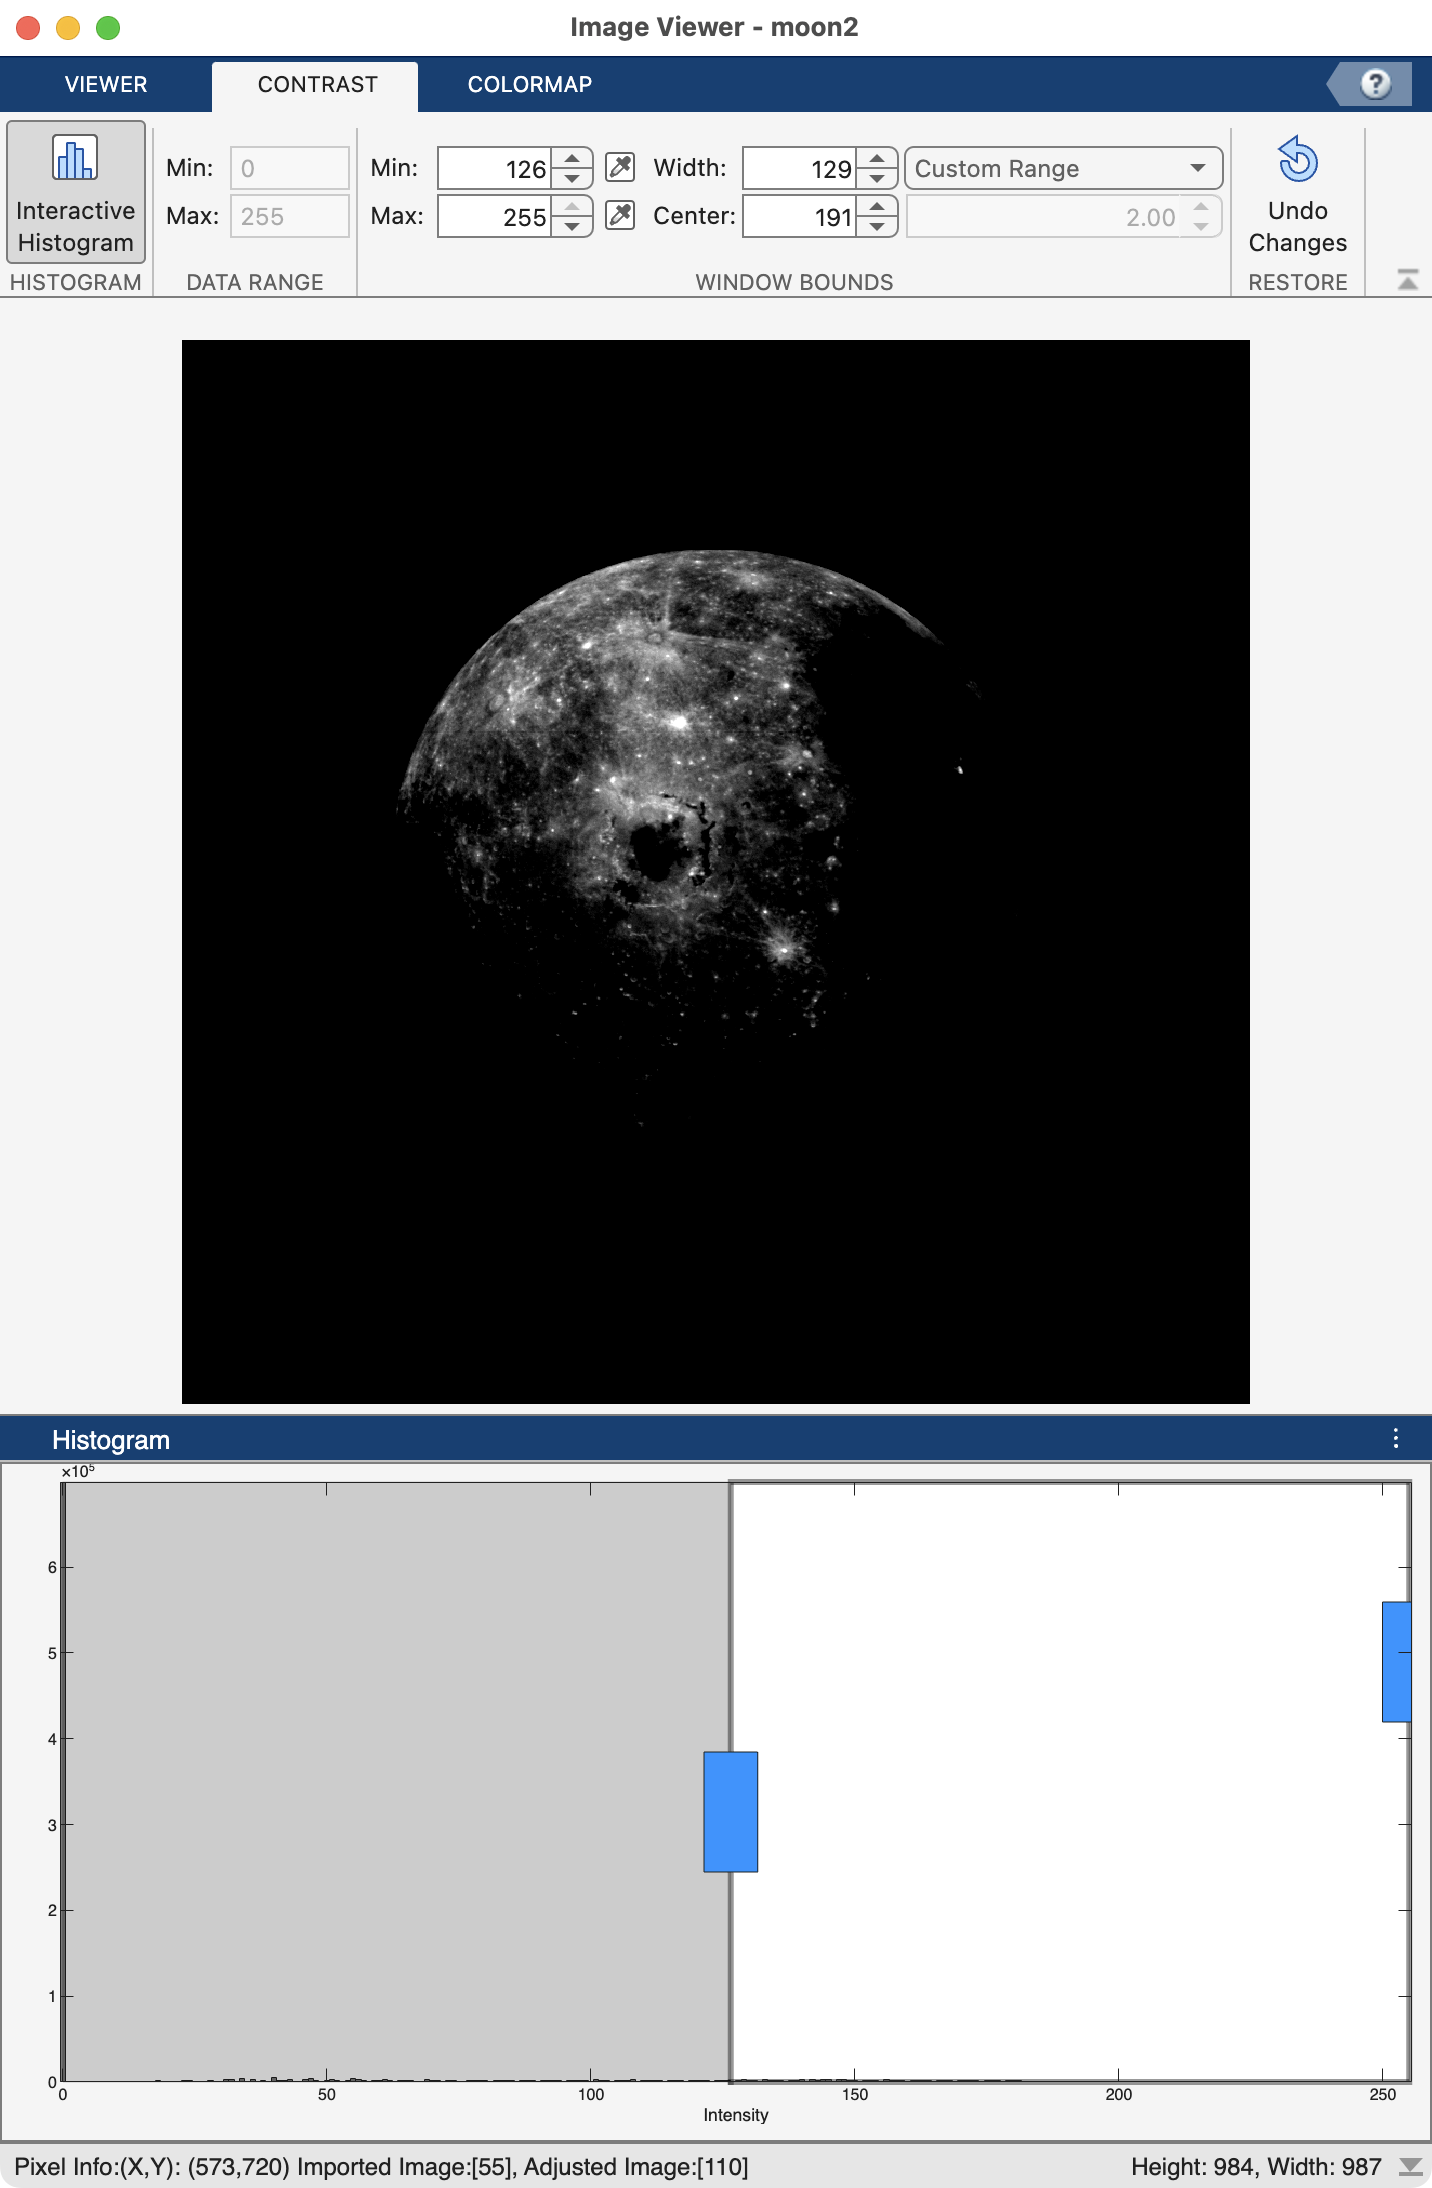 Image Viewer - moon2
VIEWER CONTRAST COLORMAP ?
Min: 0 Min: 126 Width: 129 Custom Range
Max: 255 Max: 255 Center: 191 2.00
Interactive
Histogram
Undo
Changes
HISTOGRAM DATA RANGE WINDOW BOUNDS RESTORE
Histogram
×10⁵
6
5
4
3
2
1
0
0 50 100 150 200 250
Intensity
Pixel Info:(X,Y): (573,720) Imported Image:[55], Adjusted Image:[110] Height: 984, Width: 987